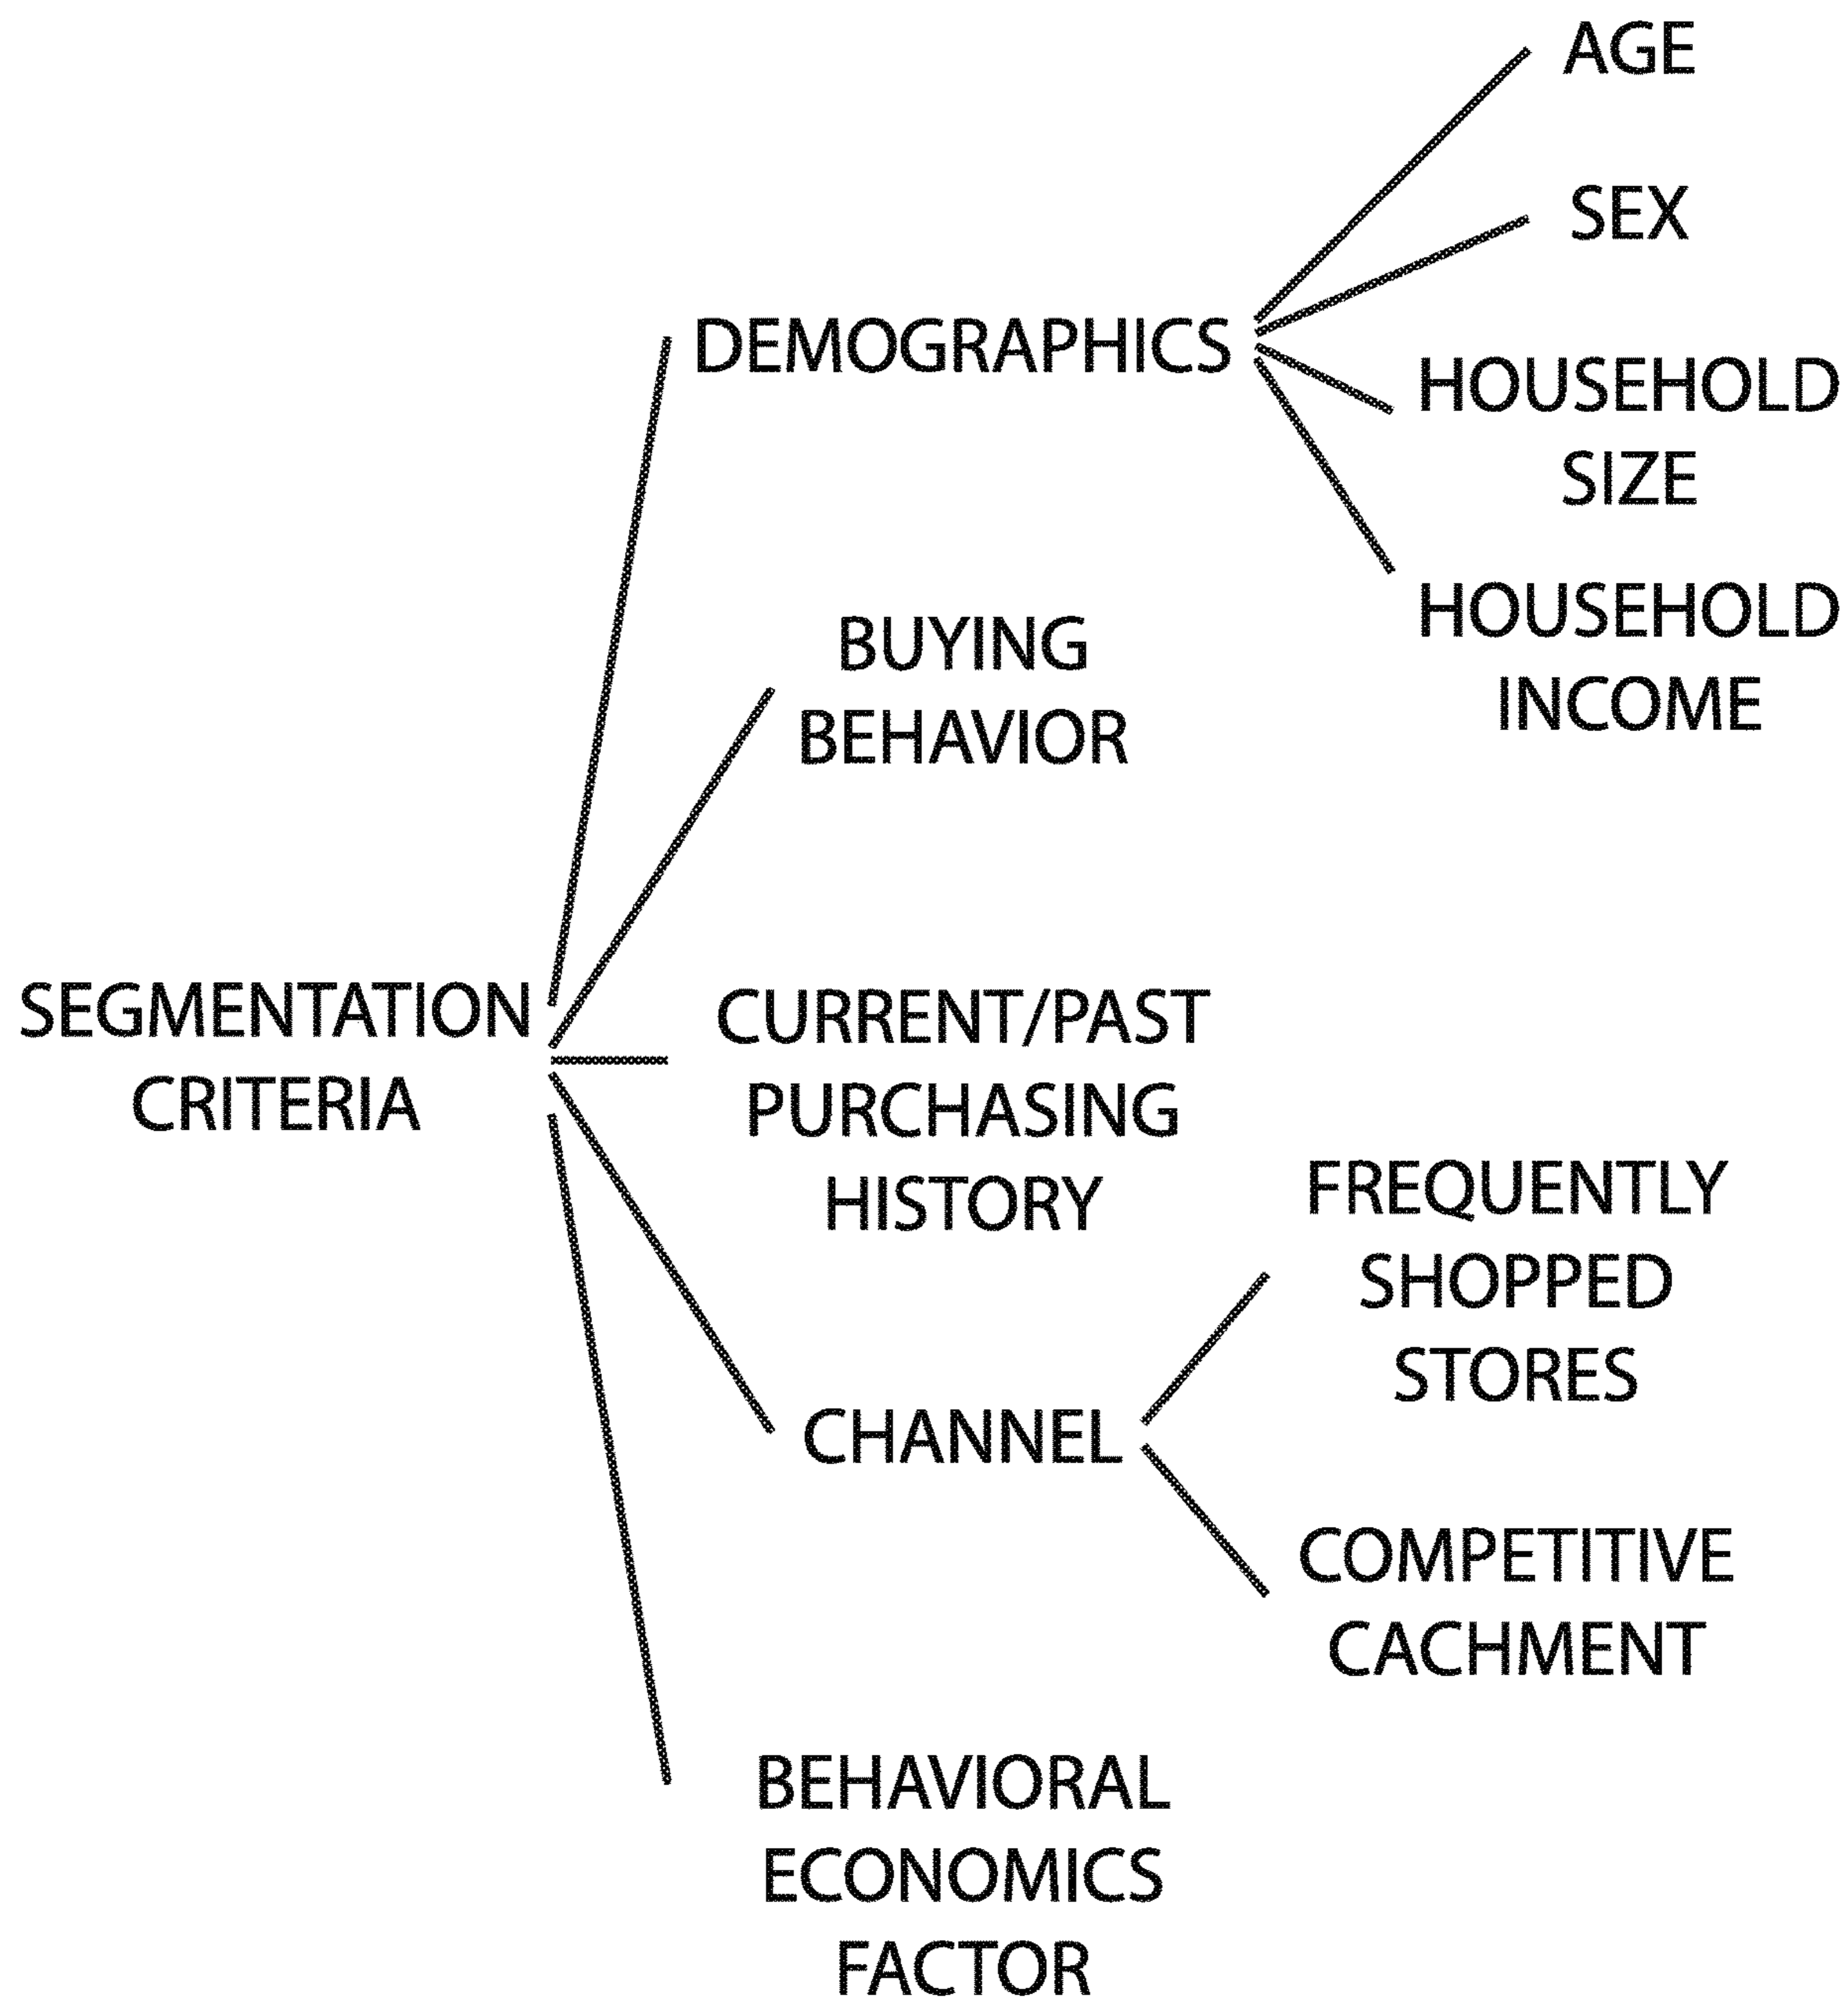 AGE
SEX
DEMOGRAPHICS
HOUSEHOLD
SIZE
HOUSEHOLD
INCOME
BUYING
BEHAVIOR
SEGMENTATION
CRITERIA
CURRENT/PAST
PURCHASING
HISTORY
FREQUENTLY
SHOPPED
STORES
CHANNEL
COMPETITIVE
CACHMENT
BEHAVIORAL
ECONOMICS
FACTOR